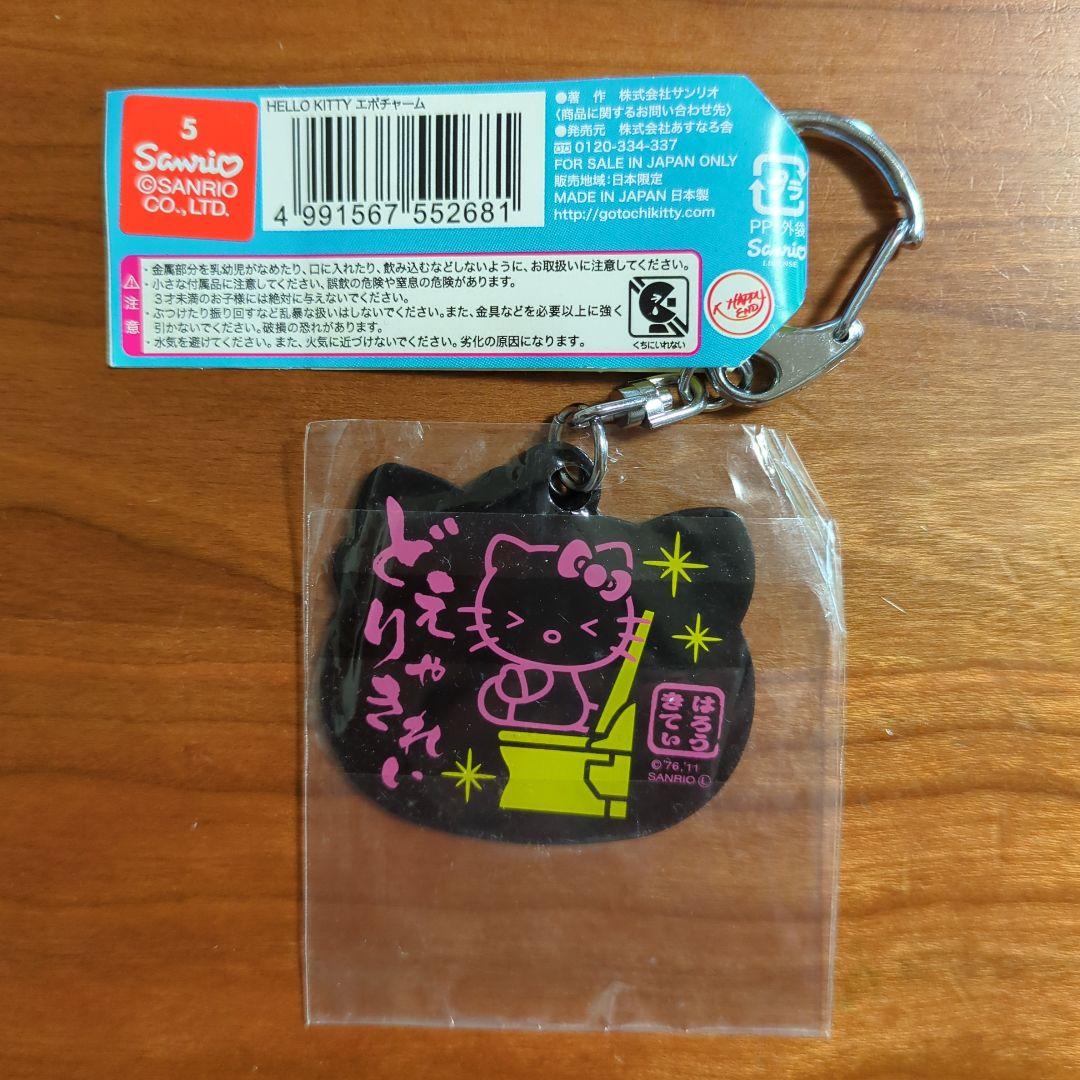 5
Sanrio
©SANRIO
CO., LTD.
HELLO KITTY エポチャーム
4 991567 552681
●著 作 株式会社サンリオ
〈商品に関するお問い合わせ先〉
●発売元 株式会社あすなろ舎
0120-334-337
FOR SALE IN JAPAN ONLY
販売地域:日本限定
MADE IN JAPAN 日本製
http://gotochikitty.com
プラ
PP 外袋
Sanrio
LICENSE
注意
・金属部分を乳幼児がなめたり、口に入れたり、飲み込むなどしないように、お取扱いに注意してください。
・小さな付属品に注意してください、誤飲の危険や窒息の危険があります。
３才未満のお子様には絶対に与えないでください。
・ぶつけたり振り回すなど乱暴な扱いはしないでください。また、金具などを必要以上に強く
引かないでください。破損の恐れがあります。
・水気を避けてください。また、火気に近づけないでください。劣化の原因になります。
くちにいれない
HAPPY
END
どえりゃきれい
はろう
きてぃ
©'76,'11
SANRIO Ⓛ